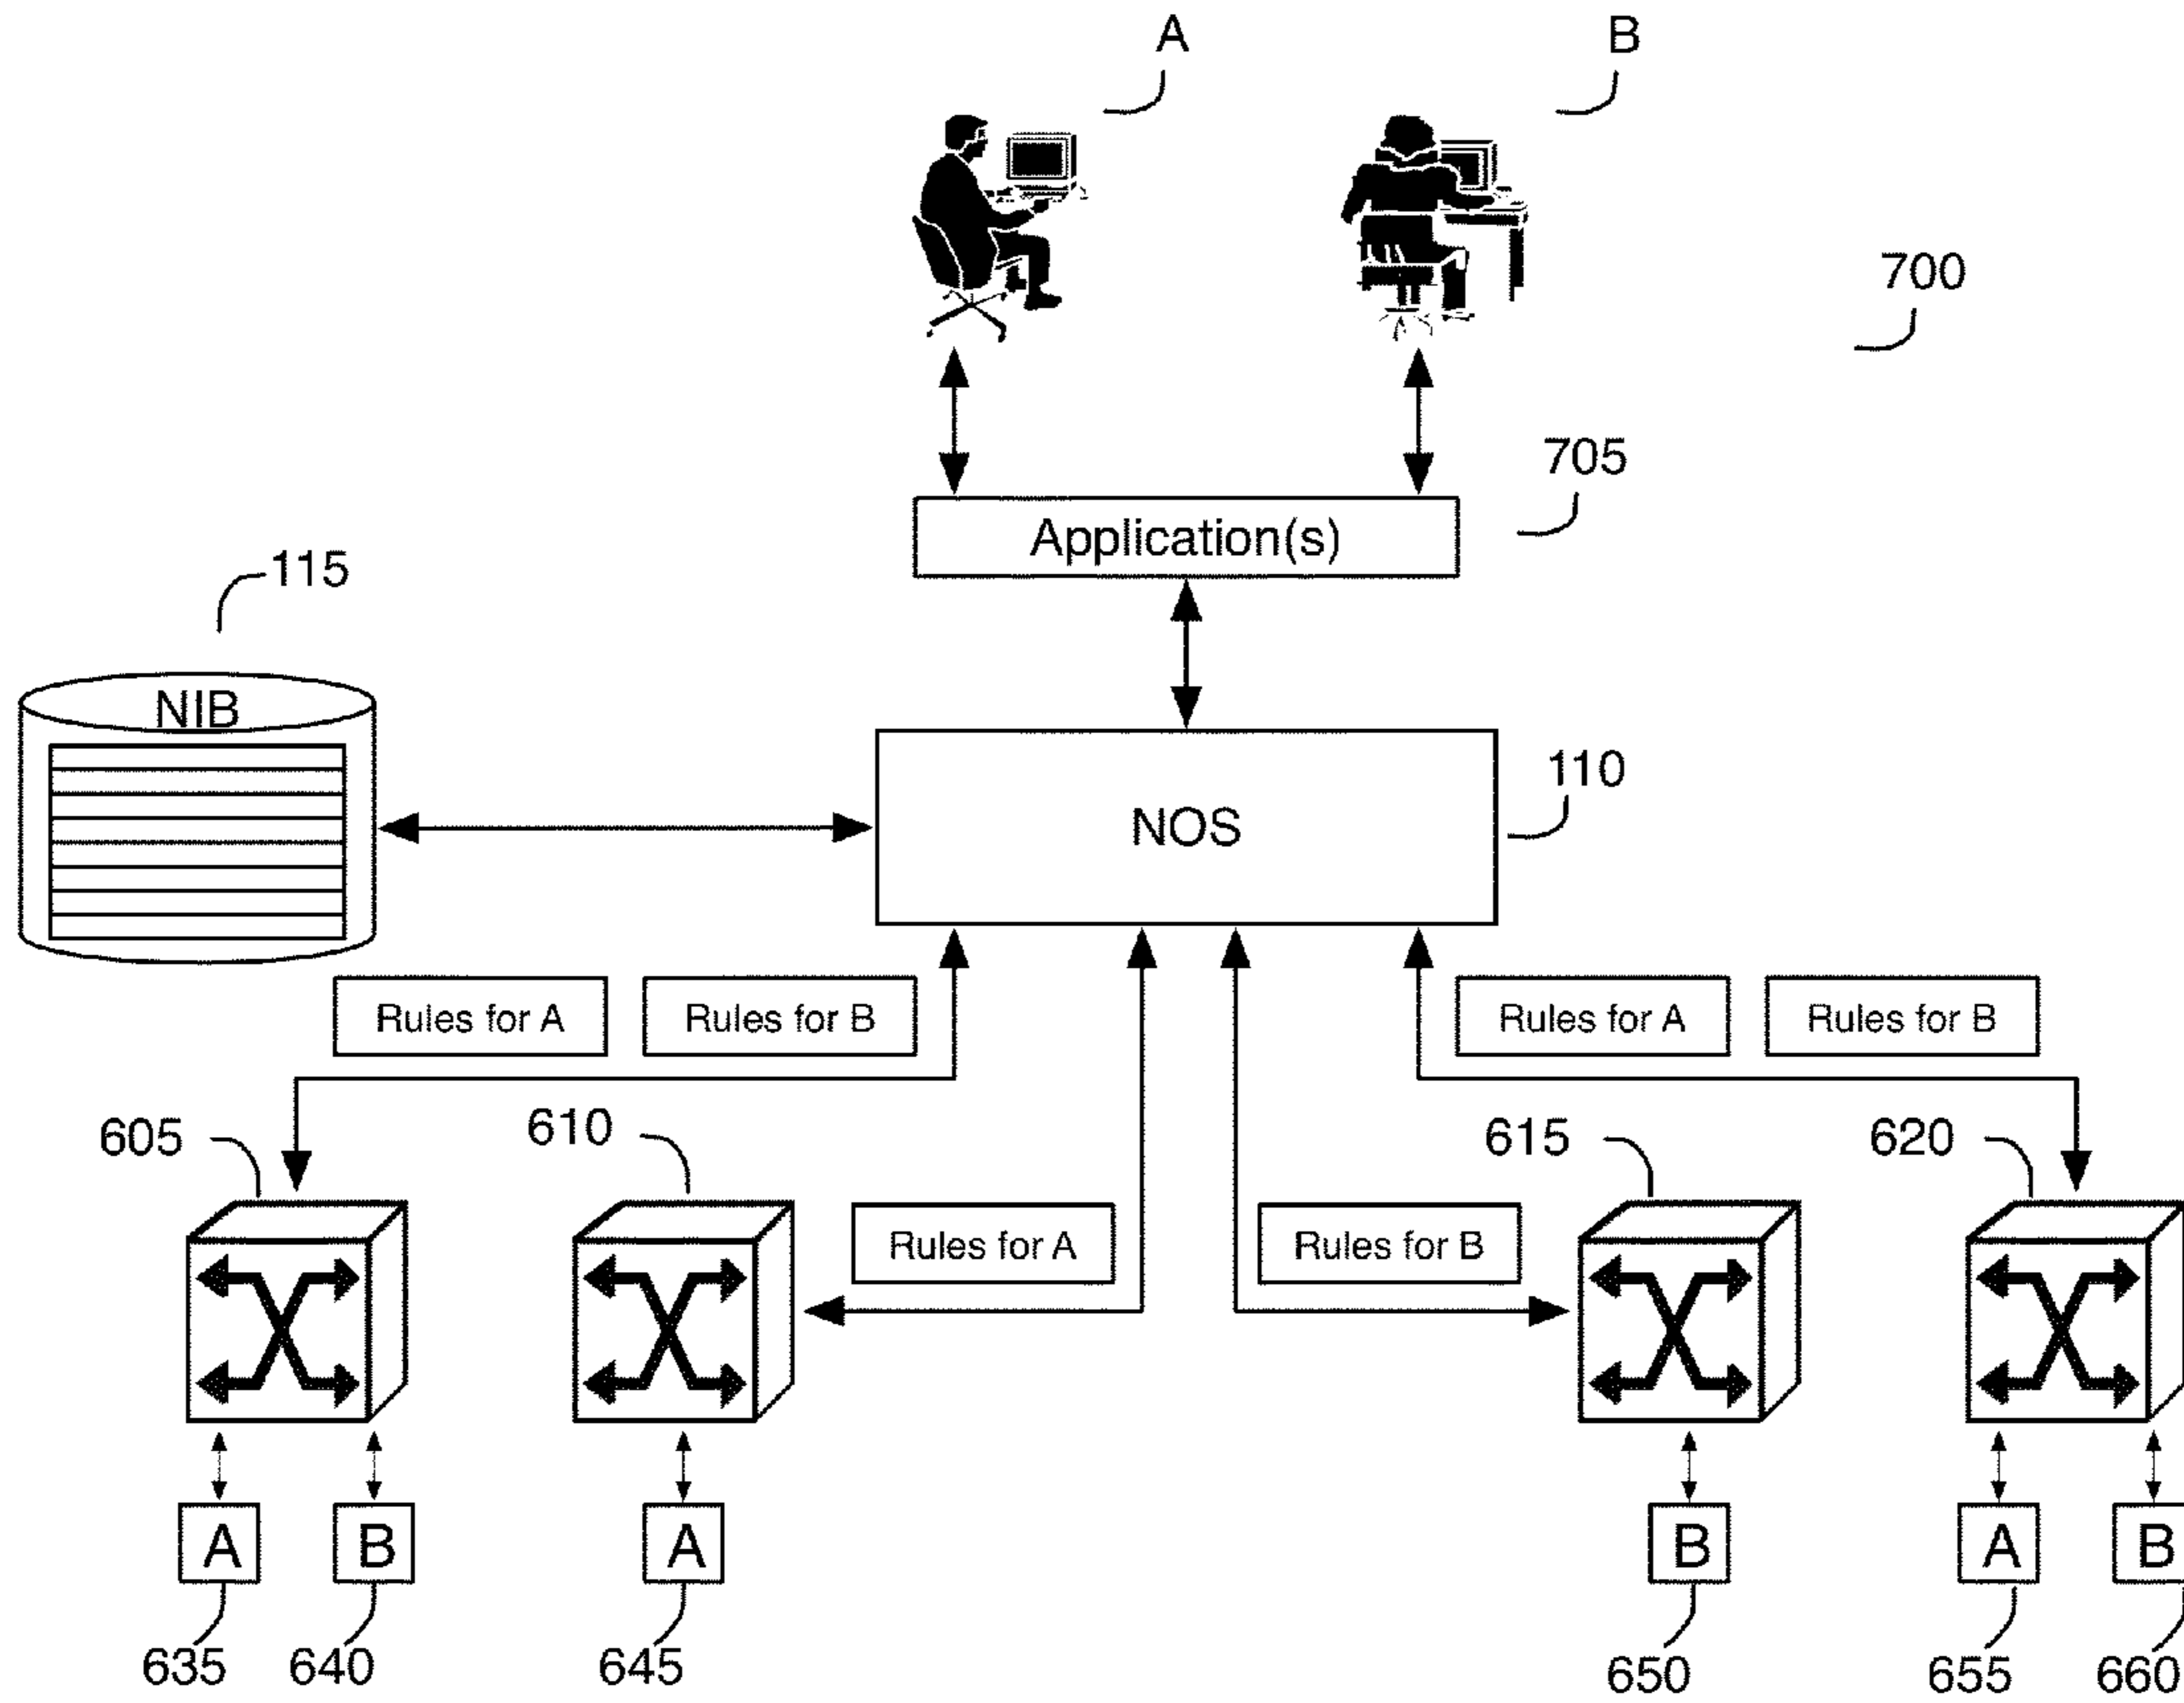 A
B
700
705
Application(s)
115
NIB
110
NOS
Rules for A
Rules for B
Rules for A
Rules for B
605
610
615
620
Rules for A
Rules for B
A
B
A
B
A
B
635
640
645
650
655
660